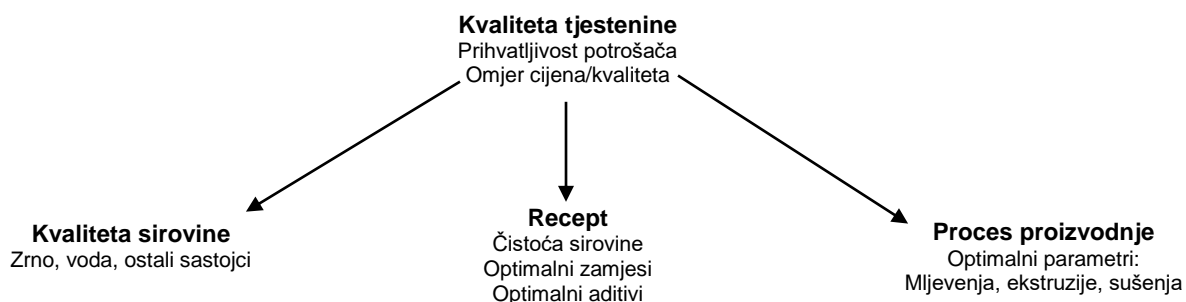 Kvaliteta tjestenine
Prihvatljivost potrošača
Omjer cijena/kvaliteta
Kvaliteta sirovine
Zrno, voda, ostali sastojci
Recept
Čistoća sirovine
Optimalni zamjesi
Optimalni aditivi
Proces proizvodnje
Optimalni parametri:
Mljevenja, ekstruzije, sušenja